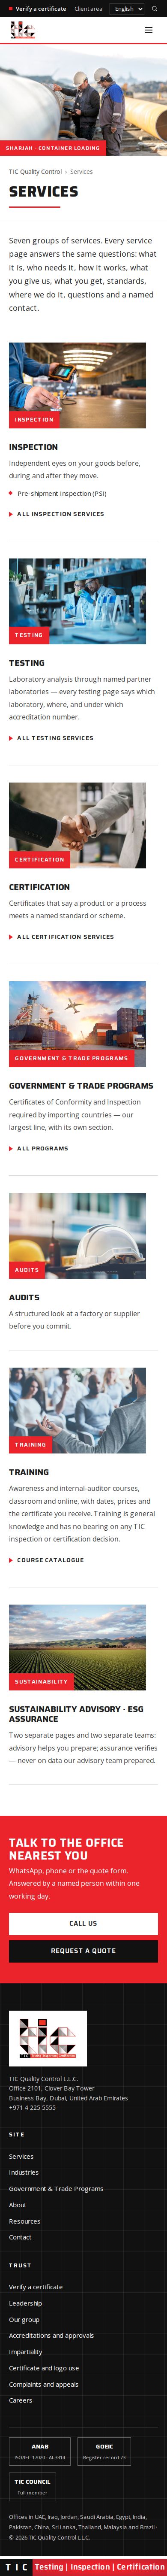 Verify a certificate Client area English
TIC
SHARJAH · CONTAINER LOADING
TIC Quality Control › Services
SERVICES
Seven groups of services. Every service
page answers the same questions: what
it is, who needs it, how it works, what
you give us, what you get, standards,
where we do it, questions and a named
contact.
INSPECTION
INSPECTION
Independent eyes on your goods before,
during and after they move.
Pre-shipment Inspection (PSI)
ALL INSPECTION SERVICES
TESTING
TESTING
Laboratory analysis through named partner
laboratories — every testing page says which
laboratory, where, and under which
accreditation number.
ALL TESTING SERVICES
CERTIFICATION
CERTIFICATION
Certificates that say a product or a process
meets a named standard or scheme.
ALL CERTIFICATION SERVICES
GOVERNMENT & TRADE PROGRAMS
GOVERNMENT & TRADE PROGRAMS
Certificates of Conformity and Inspection
required by importing countries — our
largest line, with its own section.
ALL PROGRAMS
AUDITS
AUDITS
A structured look at a factory or supplier
before you commit.
TRAINING
TRAINING
Awareness and internal-auditor courses,
classroom and online, with dates, prices and
the certificate you receive. Training is general
knowledge and has no bearing on any TIC
inspection or certification decision.
COURSE CATALOGUE
SUSTAINABILITY
SUSTAINABILITY ADVISORY · ESG
ASSURANCE
Two separate pages and two separate teams:
advisory helps you prepare; assurance verifies
— never on data our advisory team prepared.
TALK TO THE OFFICE
NEAREST YOU
WhatsApp, phone or the quote form.
Answered by a named person within one
working day.
CALL US
REQUEST A QUOTE
TIC
TIC Quality Control L.L.C.
Office 2101, Clover Bay Tower
Business Bay, Dubai, United Arab Emirates
+971 4 225 5555
SITE
Services
Industries
Government & Trade Programs
About
Resources
Contact
TRUST
Verify a certificate
Leadership
Our group
Accreditations and approvals
Impartiality
Certificate and logo use
Complaints and appeals
Careers
ANAB
ISO/IEC 17020 · AI-3314
GOEIC
Register record 73
TIC COUNCIL
Full member
Offices in UAE, Iraq, Jordan, Saudi Arabia, Egypt, India,
Pakistan, China, Sri Lanka, Thailand, Malaysia and Brazil ·
© 2026 TIC Quality Control L.L.C.
TIC Testing | Inspection | Certification